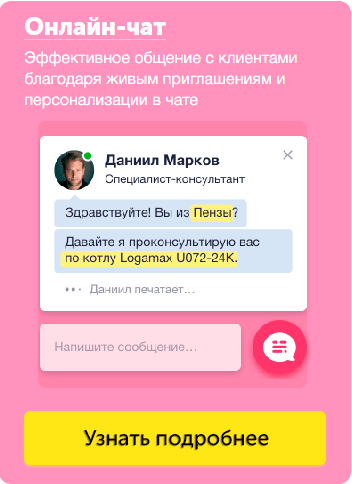 Онлайн-чат
Эффективное общение с клиентами
благодаря живым приглашениям и
персонализации в чате
Даниил Марков
Специалист-консультант
Здравствуйте! Вы из Пензы?
Давайте я проконсультирую вас
по котлу Logamax U072-24K.
Даниил печатает...
Напишите сообщение...
Узнать подробнее